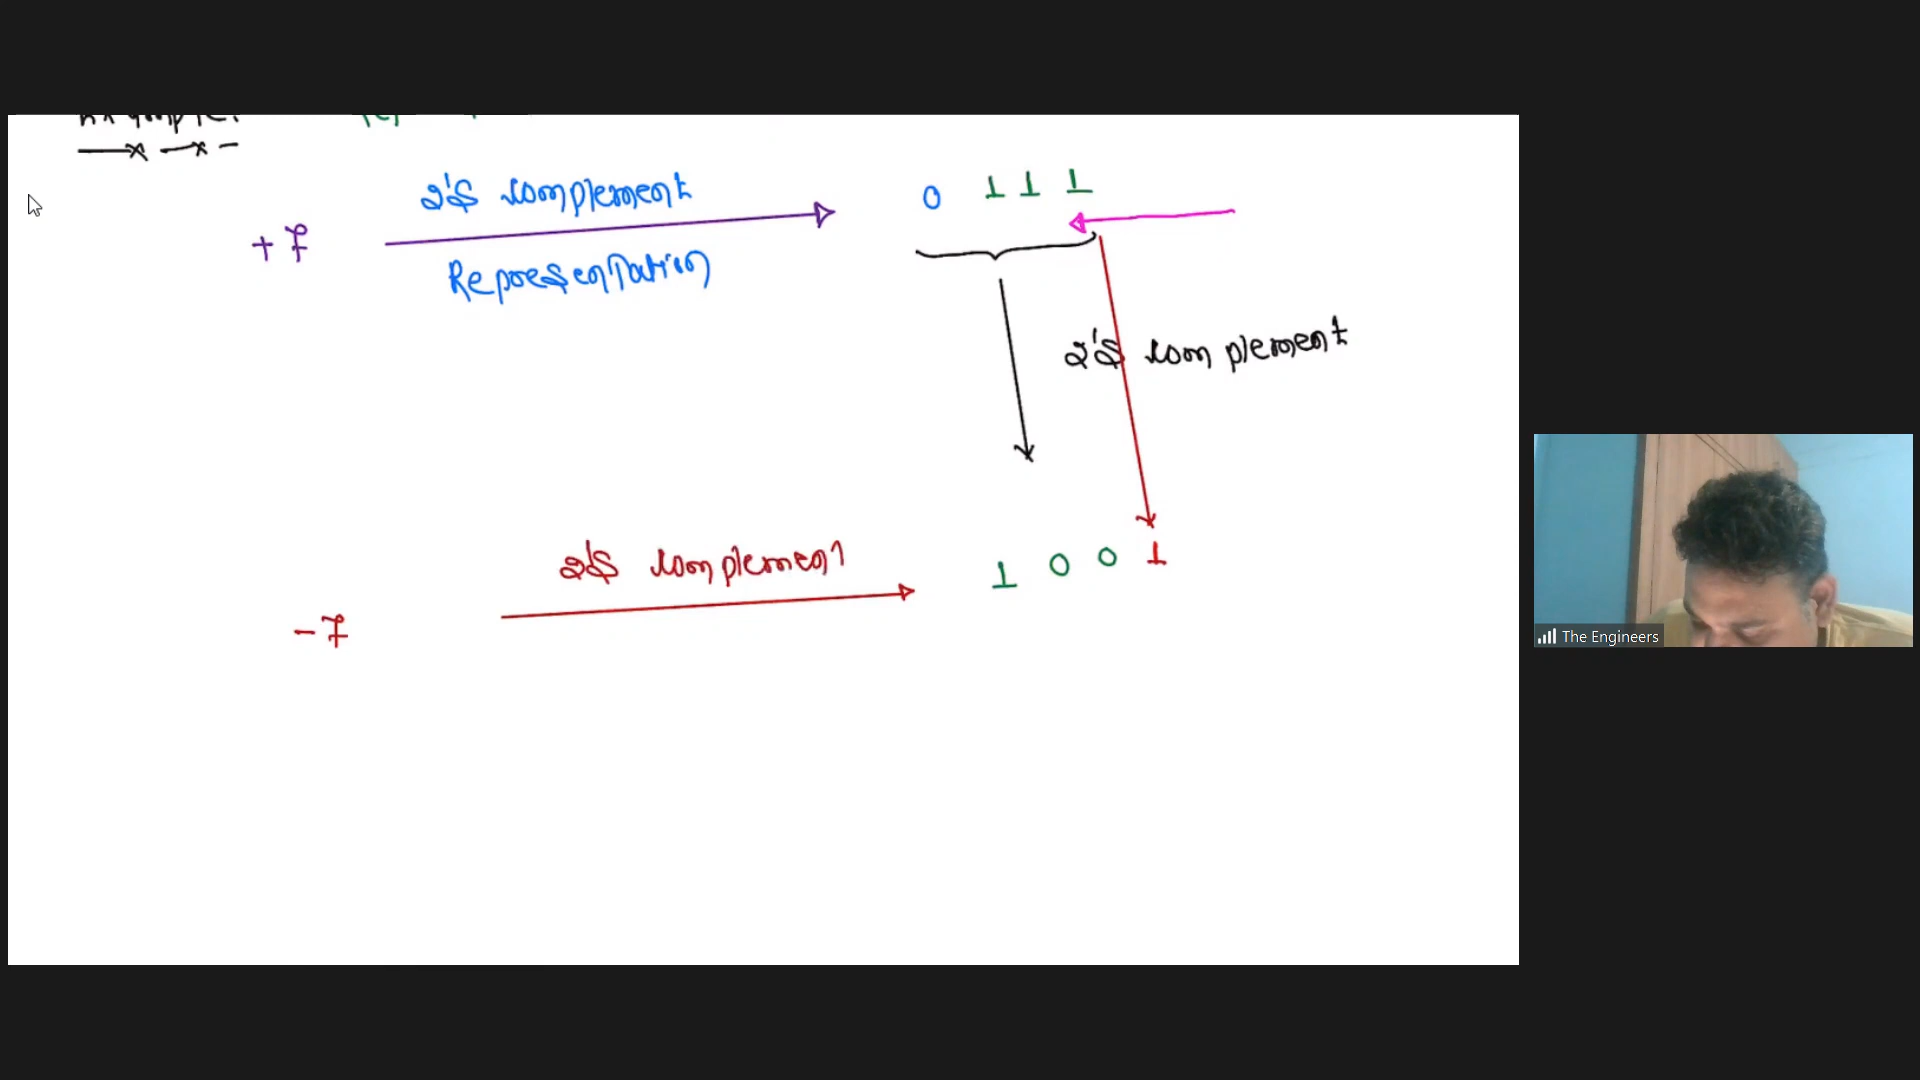 Example:
2's complement
0 1 1 1
+7
Representation
2's complement
2's complement
1 0 0 1
-7
The Engineers